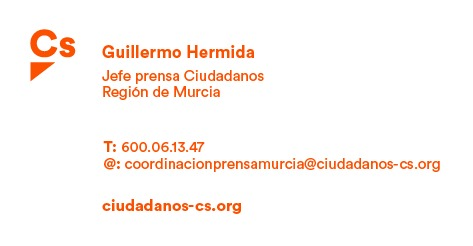 Cs
Guillermo Hermida
Jefe prensa Ciudadanos
Región de Murcia
T: 600.06.13.47
@: coordinacionprensamurcia@ciudadanos-cs.org
ciudadanos-cs.org